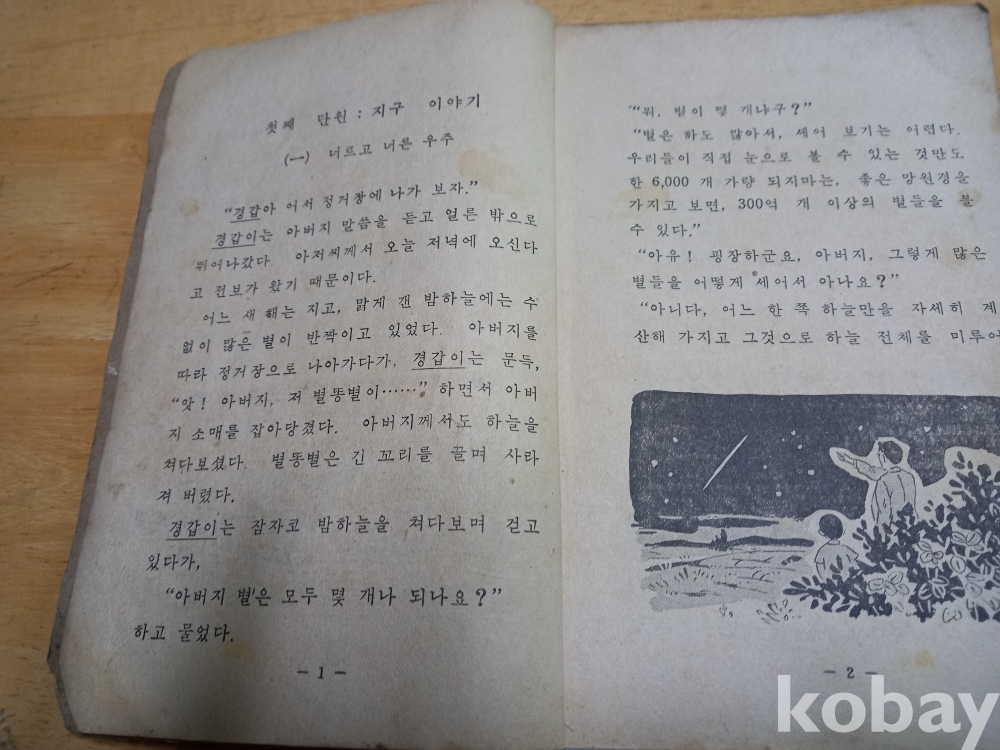 첫째 단원 : 지구 이야기
(一) 너르고 너른 우주
“경갑아 어서 정거장에 나가 보자.”
경갑이는 아버지 말씀을 듣고 얼른 밖으로
뛰어나갔다. 아저씨께서 오늘 저녁에 오신다
고 전보가 왔기 때문이다.
어느 새 해는 지고, 맑게 갠 밤하늘에는 수
없이 많은 별이 반짝이고 있었다. 아버지를
따라 정거장으로 나아가다가, 경갑이는 문득,
“앗! 아버지, 저 별똥별이……” 하면서 아버
지 소매를 잡아당겼다. 아버지께서도 하늘을
쳐다보셨다. 별똥별은 긴 꼬리를 끌며 사라
져 버렸다.
경갑이는 잠자코 밤하늘을 쳐다보며 걷고
있다가,
“아버지 별은 모두 몇 개나 되나요?”
하고 물었다.
— 1 —
“뭐, 별이 몇 개냐구?”
“별은 하도 많아서, 세어 보기는 어렵다.
우리들이 직접 눈으로 볼 수 있는 것만도
한 6,000 개 가량 되지마는, 좋은 망원경을
가지고 보면, 300억 개 이상의 별들을 볼
수 있다.”
“아유! 굉장하군요, 아버지, 그렇게 많은
별들을 어떻게 세어서 아나요?”
“아니다, 어느 한 쪽 하늘만을 자세히 계
산해 가지고 그것으로 하늘 전체를 미루어
— 2 —
kobay